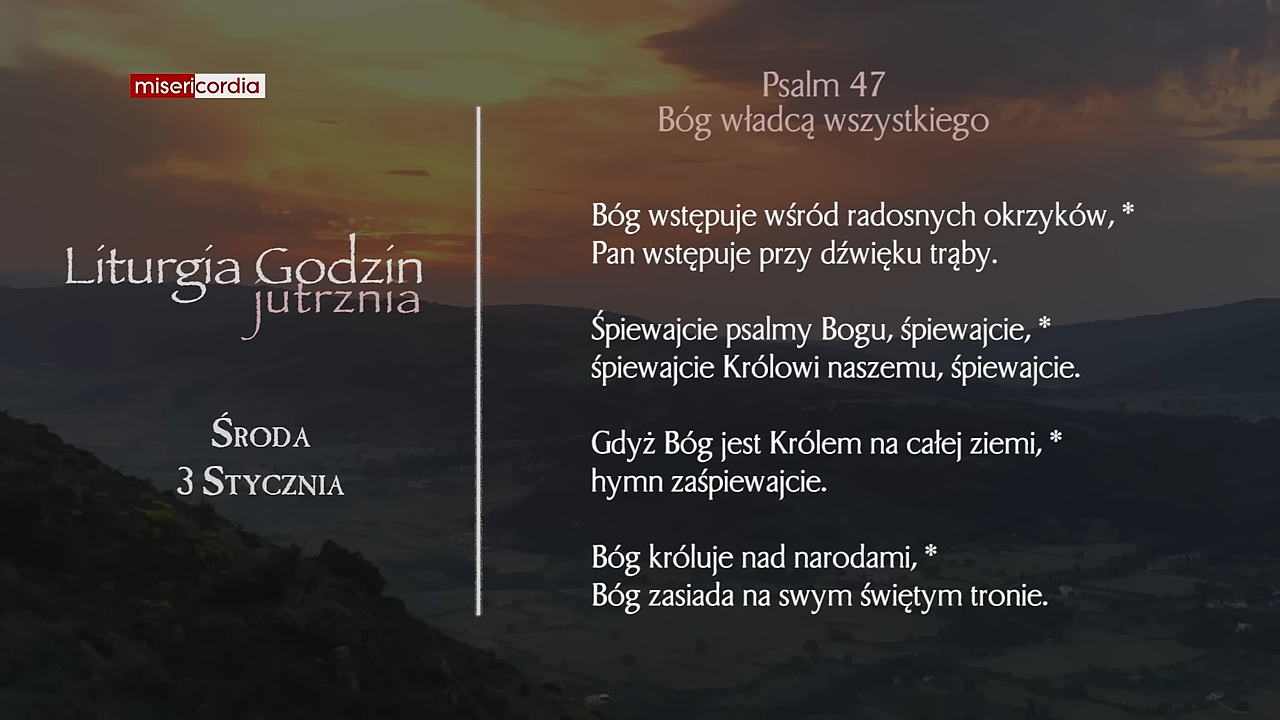 misericordia
Liturgia Godzin
jutrznia
Środa
3 Stycznia
Psalm 47
Bóg władcą wszystkiego
Bóg wstępuje wśród radosnych okrzyków, *
Pan wstępuje przy dźwięku trąby.
Śpiewajcie psalmy Bogu, śpiewajcie, *
śpiewajcie Królowi naszemu, śpiewajcie.
Gdyż Bóg jest Królem na całej ziemi, *
hymn zaśpiewajcie.
Bóg króluje nad narodami, *
Bóg zasiada na swym świętym tronie.